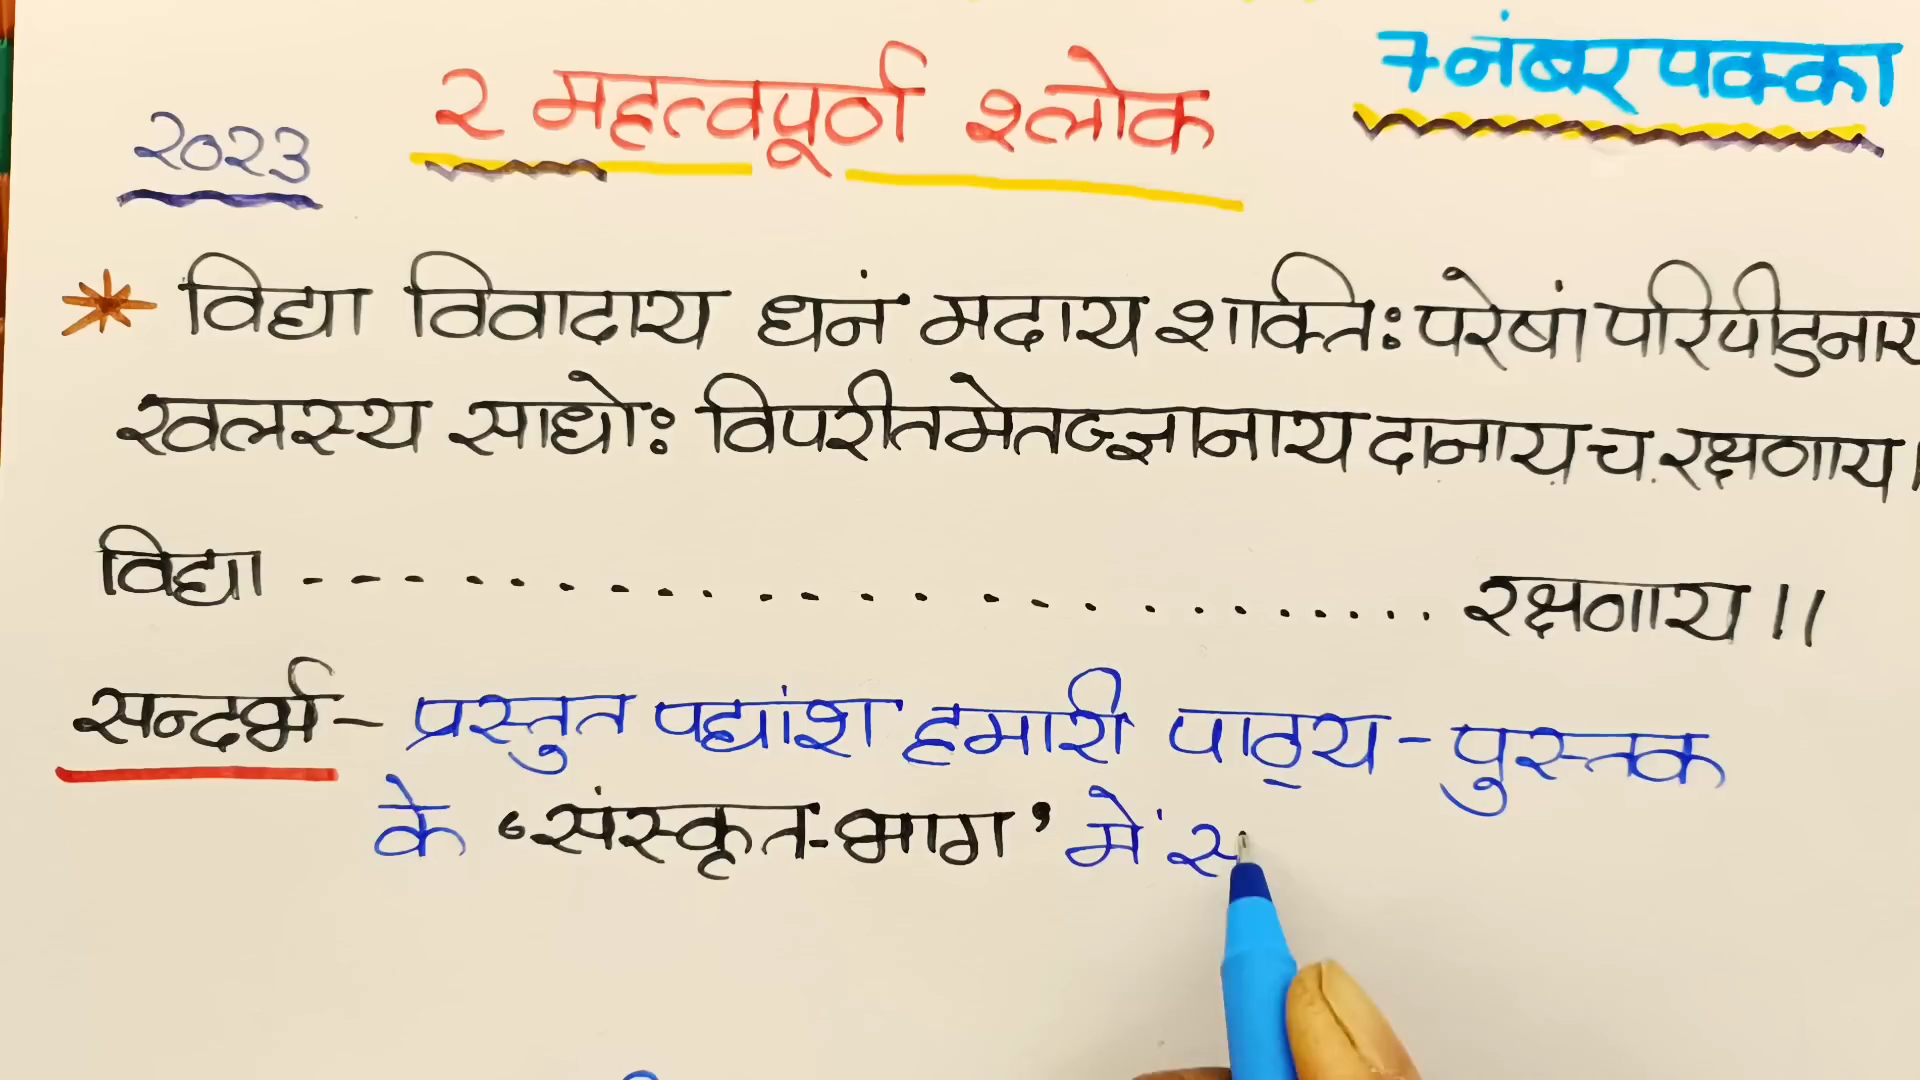 7 नंबर पक्का
२ महत्वपूर्ण श्लोक
२०२३
विद्या विवादाय धनं मदाय शक्ति: परेषां परिपीडनाय
खलस्य साधो: विपरीतमेतज्ज्ञानाय दानाय च रक्षणाय।
विद्या ........................ रक्षणाय ।।
सन्दर्भ - प्रस्तुत पद्यांश हमारी पाठ्य - पुस्तक
के ‘संस्कृत-भाग’ में स